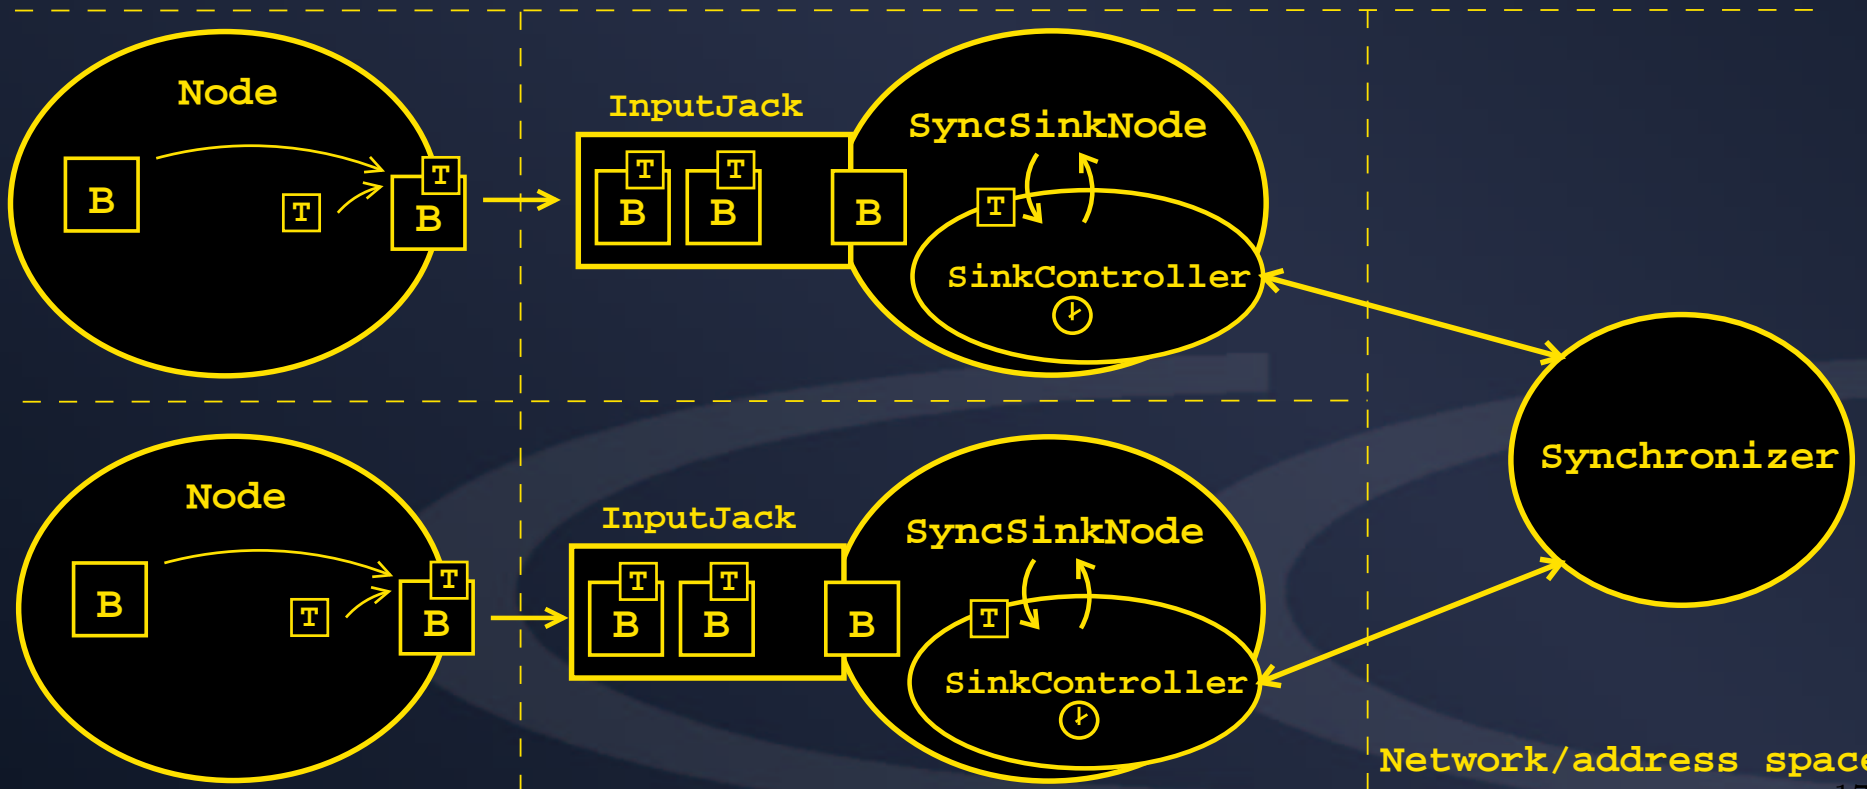 Node
B
T
T
B
InputJack
T
B
T
B
B
SyncSinkNode
T
SinkController
Node
B
T
T
B
InputJack
T
B
T
B
B
SyncSinkNode
T
SinkController
Synchronizer
Network/address space